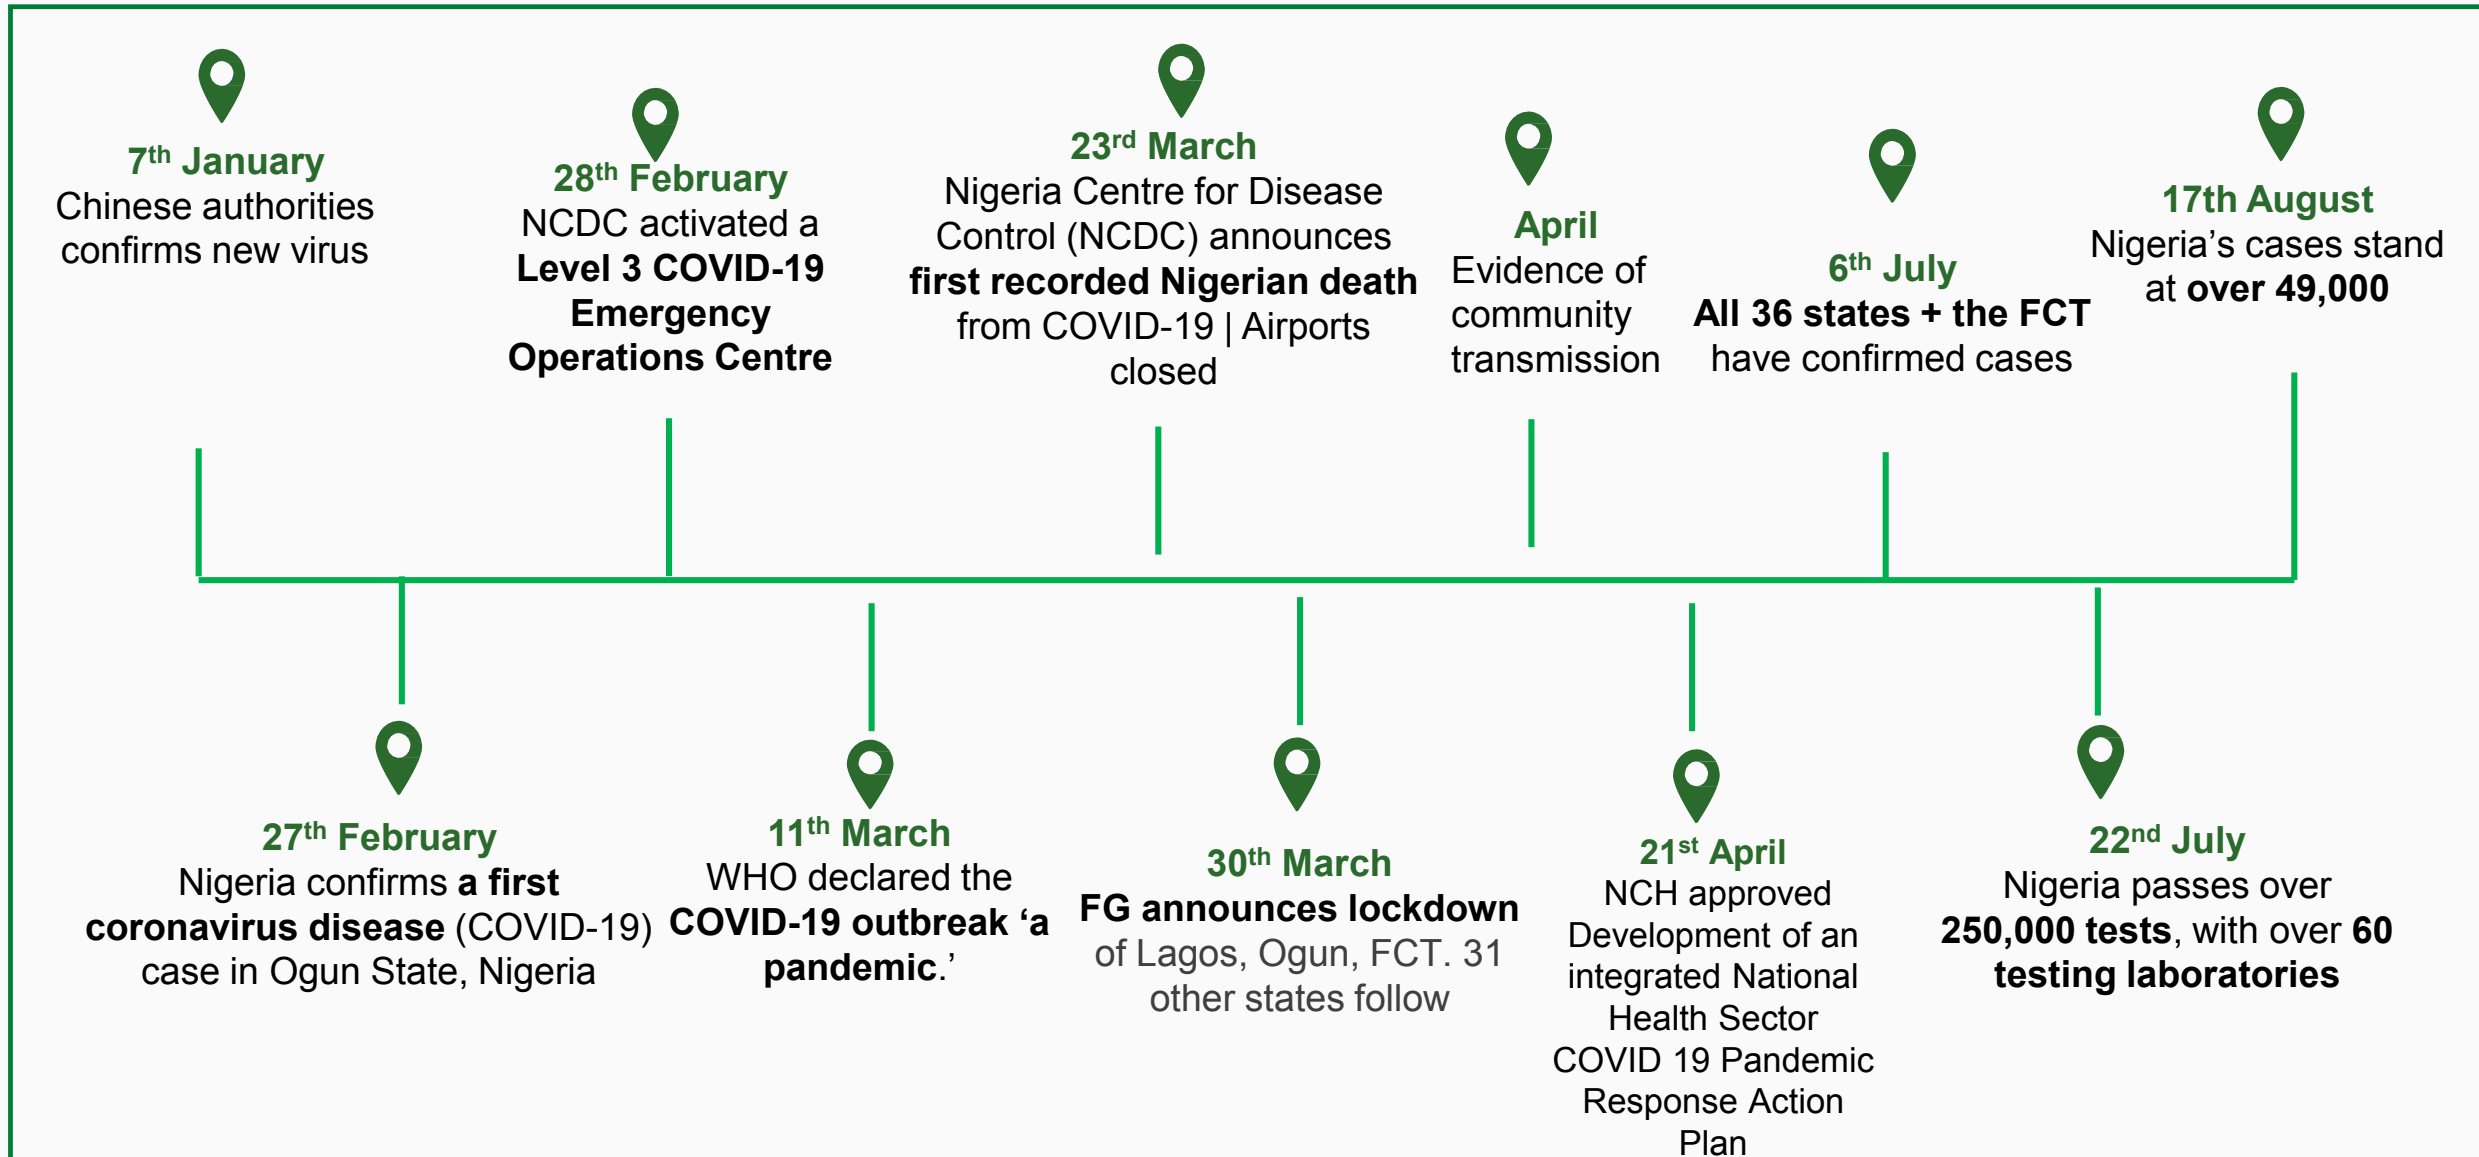 7th January
Chinese authorities
confirms new virus
28th February
NCDC activated a
Level 3 COVID-19
Emergency
Operations Centre
23rd March
Nigeria Centre for Disease
Control (NCDC) announces
first recorded Nigerian death
from COVID-19 | Airports
closed
April
Evidence of
community
transmission
6th July
All 36 states + the FCT
have confirmed cases
17th August
Nigeria’s cases stand
at over 49,000
27th February
Nigeria confirms a first
coronavirus disease (COVID-19)
case in Ogun State, Nigeria
11th March
WHO declared the
COVID-19 outbreak ‘a
pandemic.’
30th March
FG announces lockdown
of Lagos, Ogun, FCT. 31
other states follow
21st April
NCH approved
Development of an
integrated National
Health Sector
COVID 19 Pandemic
Response Action
Plan
22nd July
Nigeria passes over
250,000 tests, with over 60
testing laboratories